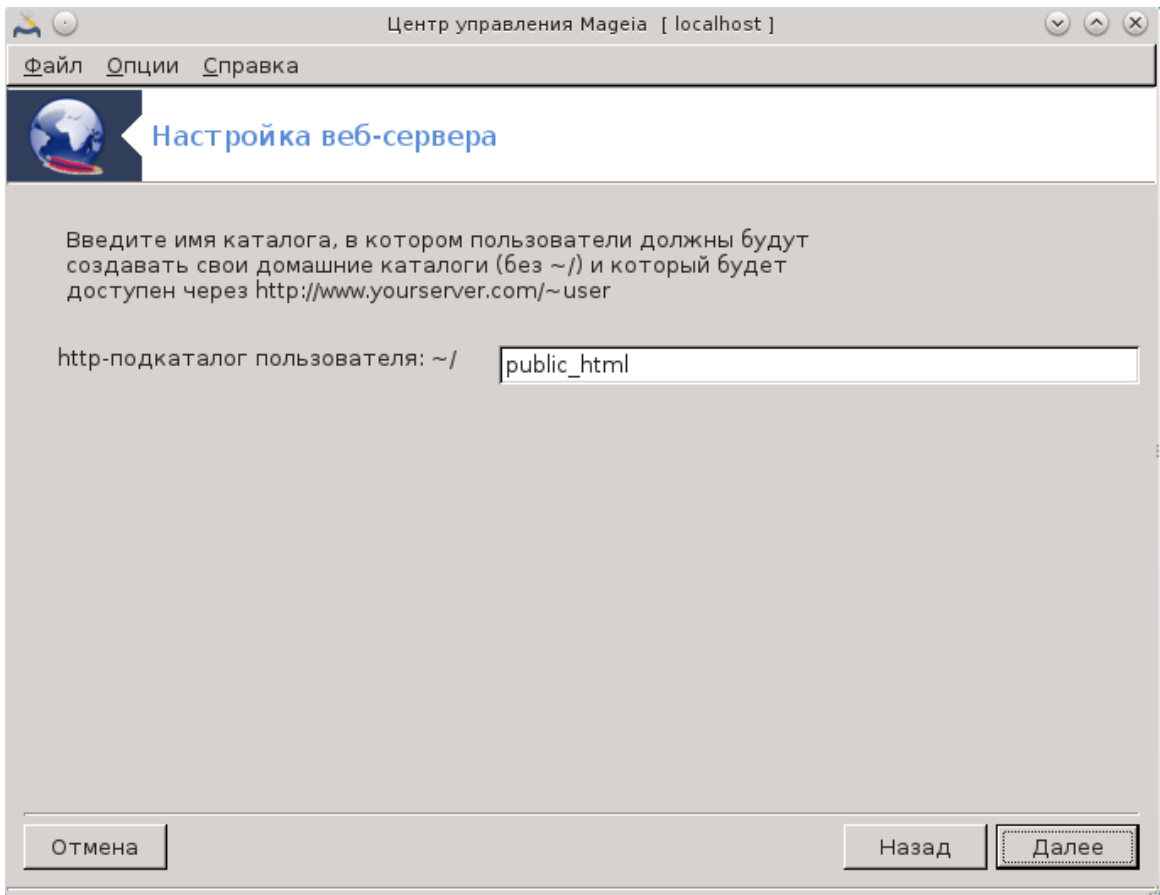 Центр управления Mageia [ localhost ]
Файл Опции Справка
Настройка веб-сервера
Введите имя каталога, в котором пользователи должны будут
создавать свои домашние каталоги (без ~/) и который будет
доступен через http://www.yourserver.com/~user
http-подкаталог пользователя: ~/ public_html
Отмена Назад Далее